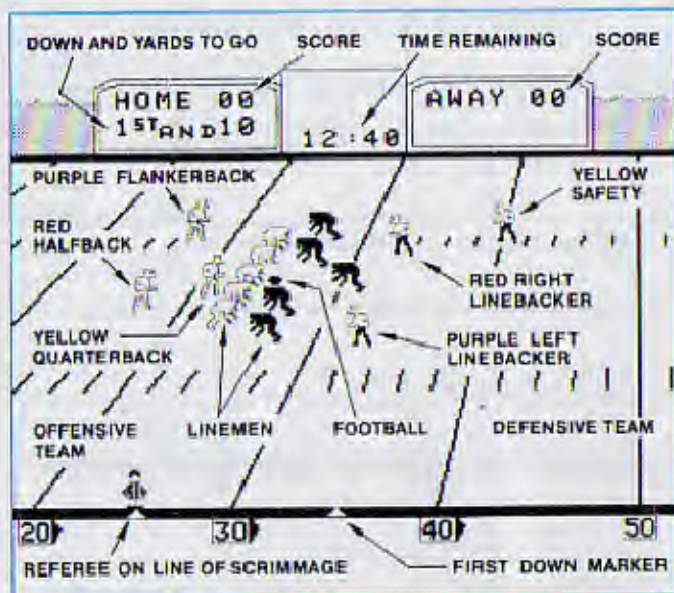 DOWN AND YARDS TO GO
SCORE
TIME REMAINING
SCORE
HOME 00
1ST AND 10
12:40
AWAY 00
PURPLE FLANKERBACK
YELLOW
SAFETY
RED
HALFBACK
RED RIGHT
LINEBACKER
YELLOW
QUARTERBACK
PURPLE LEFT
LINEBACKER
OFFENSIVE
TEAM
LINEMEN
FOOTBALL
DEFENSIVE TEAM
20
30
40
50
REFEREE ON LINE OF SCRIMMAGE
FIRST DOWN MARKER